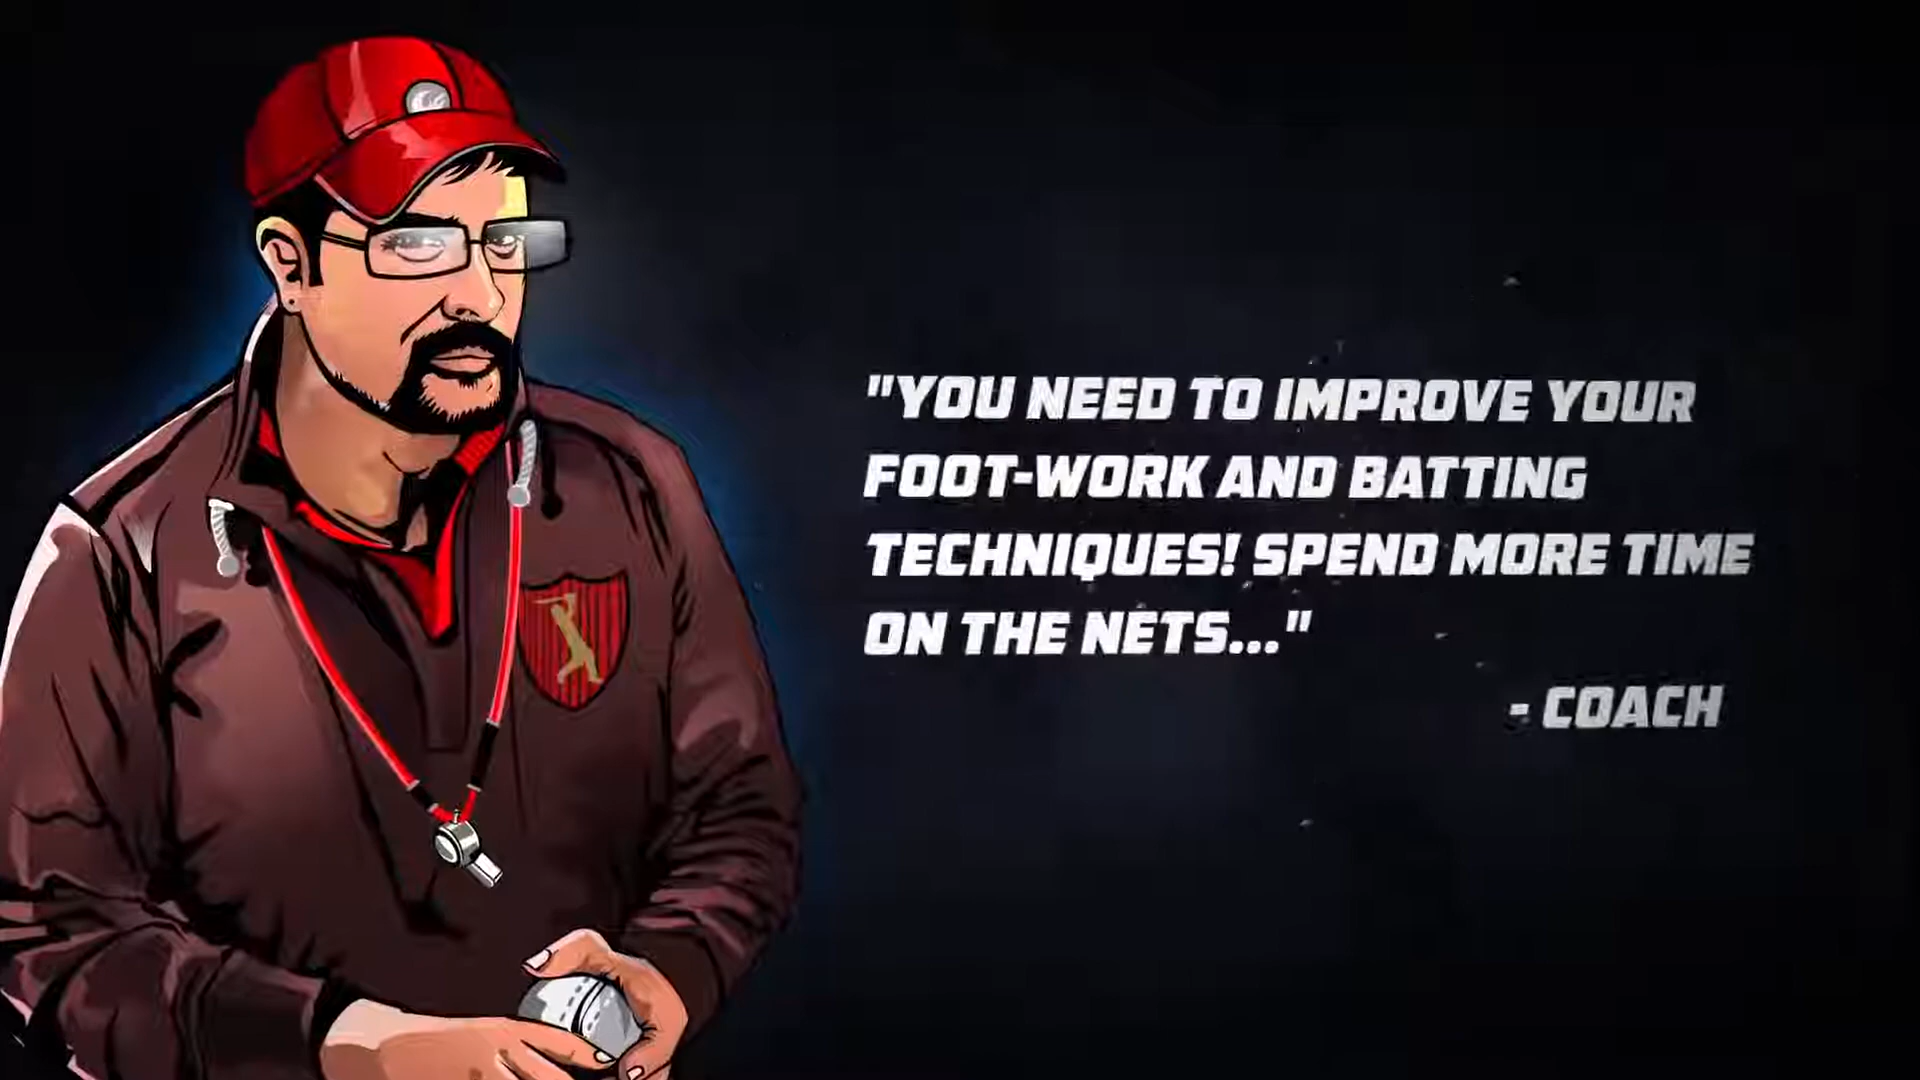 "YOU NEED TO IMPROVE YOUR
FOOT-WORK AND BATTING
TECHNIQUES! SPEND MORE TIME
ON THE NETS..."
- COACH